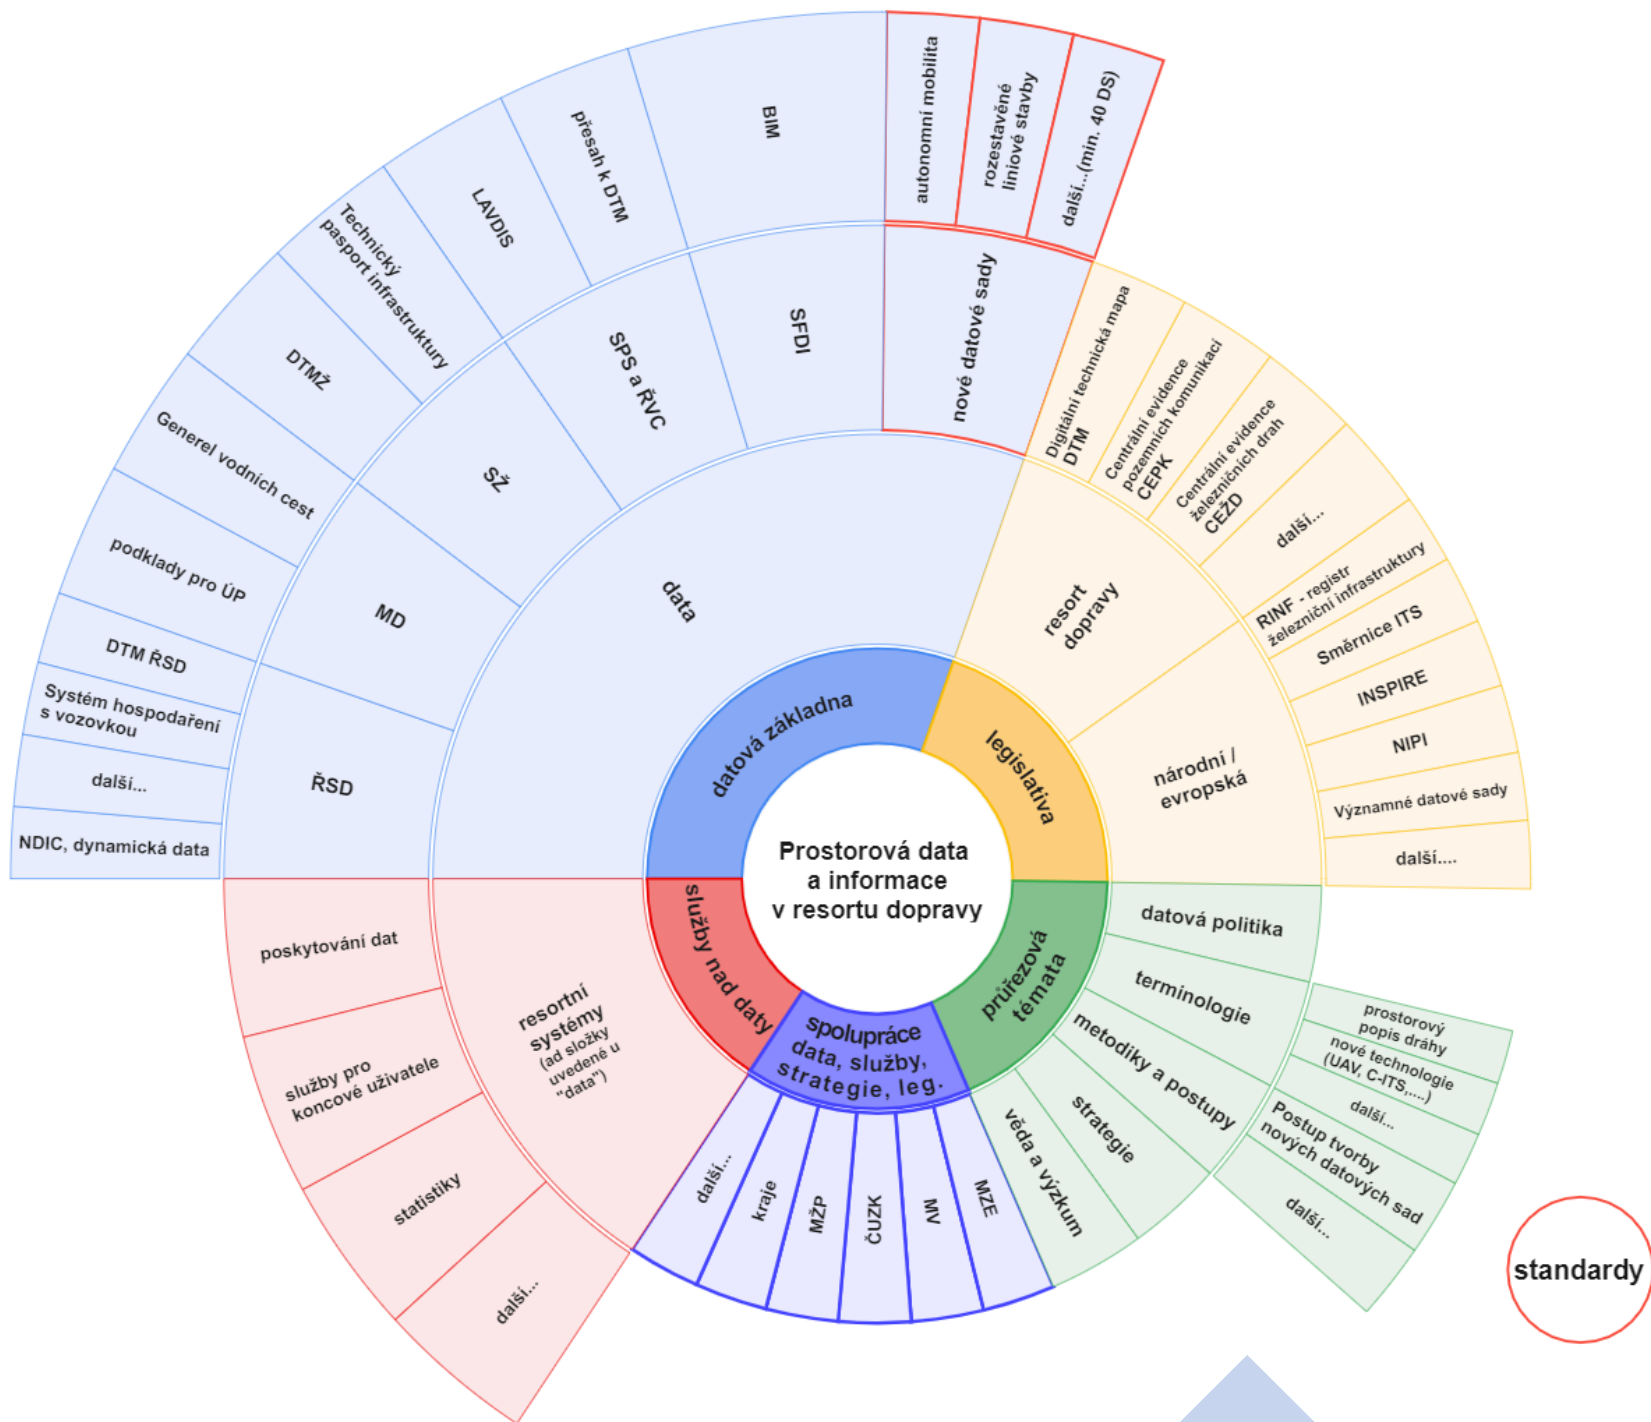 Prostorová data
a informace
v resortu dopravy
datová základna
data
ŘSD
MD
SŽ
SPS a ŘVC
SFDI
nové datové sady
NDIC, dynamická data
další...
Systém hospodaření
s vozovkou
DTM ŘSD
podklady pro ÚP
Generel vodních cest
DTMŽ
Technický
pasport infrastruktury
LAVDIS
přesah k DTM
BIM
autonomní mobilita
rozestavěné
liniové stavby
další...(min. 40 DS)
legislativa
resort
dopravy
Digitální technická mapa
DTM
Centrální evidence
pozemních komunikací
CEPK
Centrální evidence
železničních drah
CEŽD
další...
národní /
evropská
RINF - registr
železniční infrastruktury
Směrnice ITS
INSPIRE
NIPI
Významné datové sady
další....
průřezová
témata
datová politika
terminologie
metodiky a postupy
strategie
věda a výzkum
prostorový
popis dráhy
nové technologie
(UAV, C-ITS,....)
další...
Postup tvorby
nových datových sad
další...
spolupráce
data, služby,
strategie, leg.
MZE
MV
ČUZK
MŽP
kraje
další...
služby nad daty
resortní
systémy
(ad složky
uvedené u
"data")
poskytování dat
služby pro
koncové uživatele
statistiky
další...
standardy